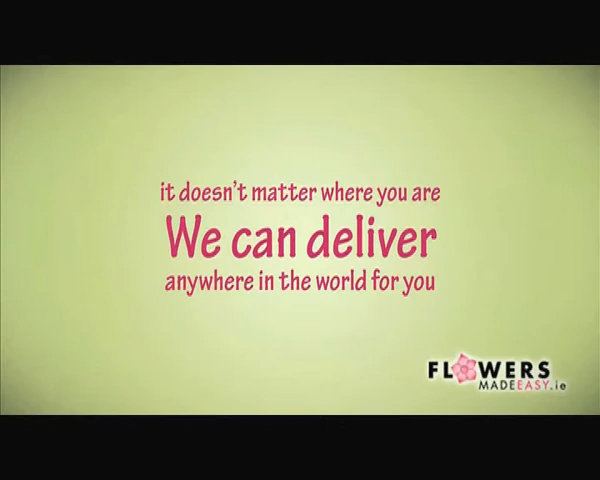 it doesn't matter where you are
We can deliver
anywhere in the world for you
FLOWERS
MADEEASY.ie